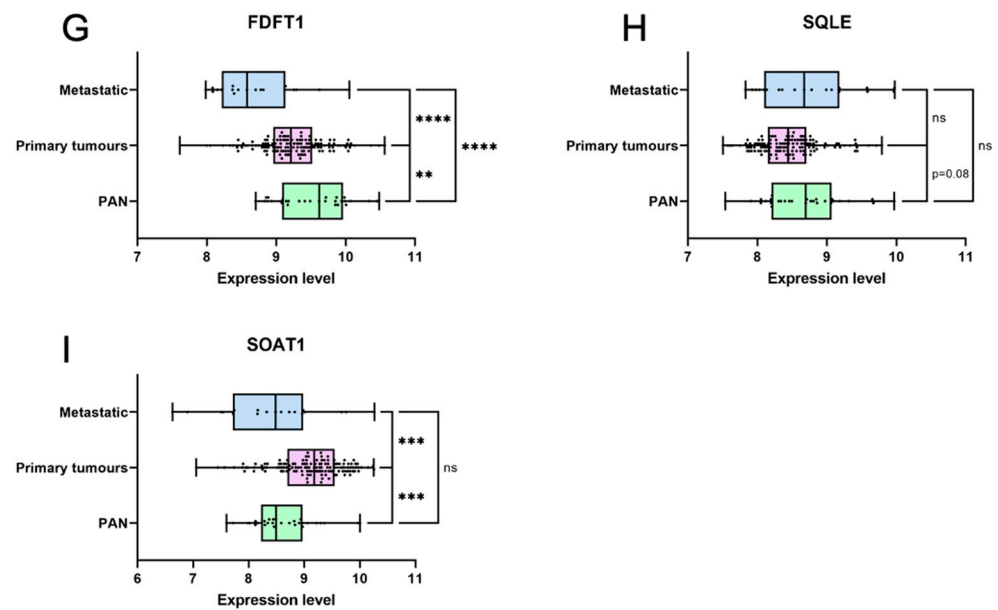 G
FDFT1
Metastatic
Primary tumours
PAN
****
**
****
7 8 9 10 11
Expression level
H
SQLE
Metastatic
Primary tumours
PAN
ns
p=0.08
ns
7 8 9 10 11
Expression level
I
SOAT1
Metastatic
Primary tumours
PAN
***
***
ns
6 7 8 9 10 11
Expression level